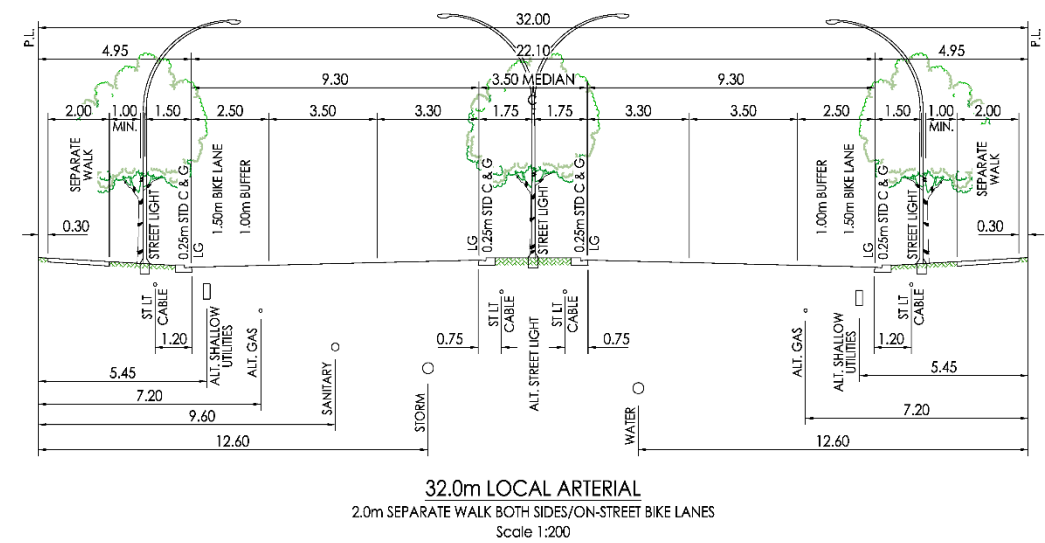 32.00
P.L.
P.L.
4.95
22.10
4.95
9.30
3.50 MEDIAN
9.30
2.00
1.00
MIN.
1.50
2.50
3.50
3.30
1.75
1.75
3.30
3.50
2.50
1.50
1.00
MIN.
2.00
SEPARATE
WALK
STREET LIGHT
0.25m STD C & G
LG
1.50m BIKE LANE
1.00m BUFFER
LG
0.25m STD C & G
STREET LIGHT
0.25m STD C & G
LG
1.00m BUFFER
1.50m BIKE LANE
LG
0.25m STD C & G
STREET LIGHT
SEPARATE
WALK
0.30
0.30
ST LT
CABLE
1.20
ALT. SHALLOW
UTILITIES
ALT. GAS
SANITARY
STORM
0.75
ST LT
CABLE
ALT. STREET LIGHT
ST LT
CABLE
0.75
WATER
ALT. GAS
ALT. SHALLOW
UTILITIES
ST LT
CABLE
1.20
5.45
5.45
7.20
7.20
9.60
12.60
12.60
32.0m LOCAL ARTERIAL
2.0m SEPARATE WALK BOTH SIDES/ON-STREET BIKE LANES
Scale 1:200